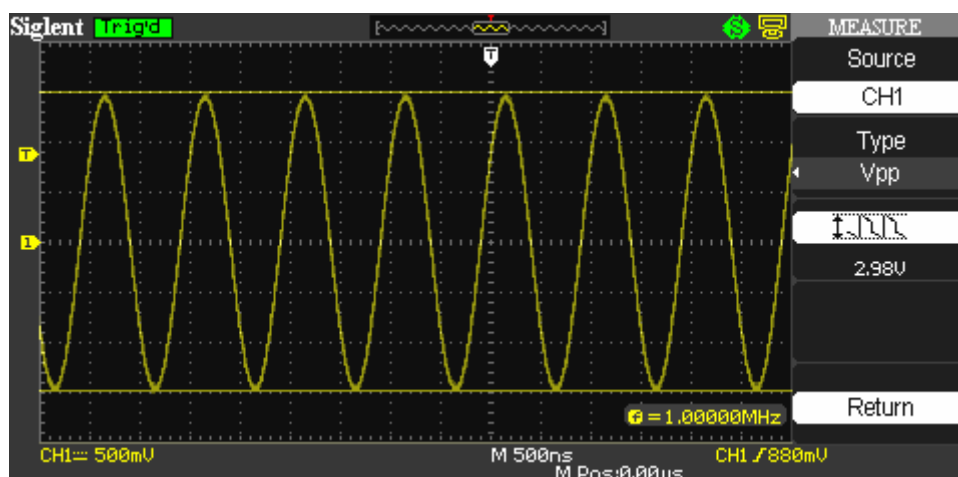 Siglent Trig'd
MEASURE
Source
CH1
Type
Vpp
2.98V
Return
T
T
1
f=1.00000MHz
CH1 500mV
M 500ns
CH1 880mV
M Pos:0.00us